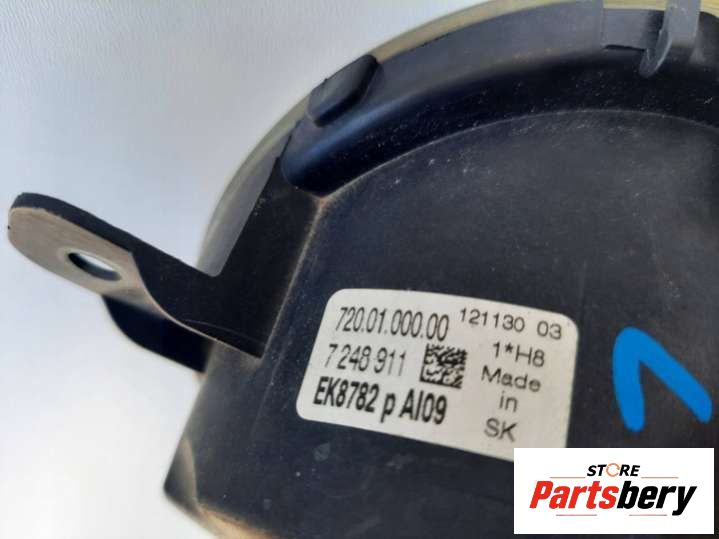 720.01.000.00 121130 03
7 248 911 1*H8
EK8782 p AI09 Made
in
SK
STORE
Partsbery